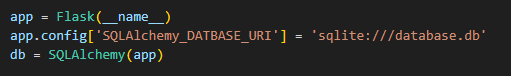 app = Flask(__name__)
app.config['SQLAlchemy_DATBASE_URI'] = 'sqlite:///database.db'
db = SQLAlchemy(app)